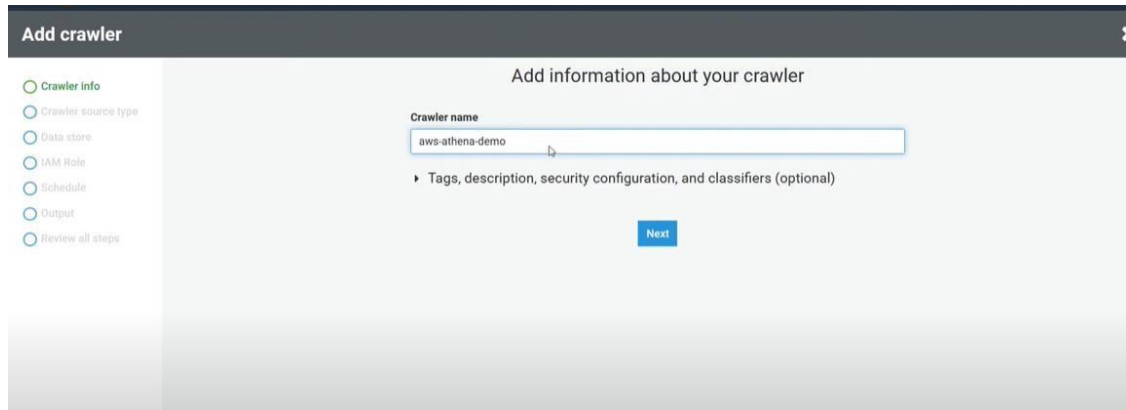 Add crawler
Crawler info
Crawler source type
Data store
IAM Role
Schedule
Output
Review all steps
Add information about your crawler
Crawler name
aws-athena-demo
Tags, description, security configuration, and classifiers (optional)
Next